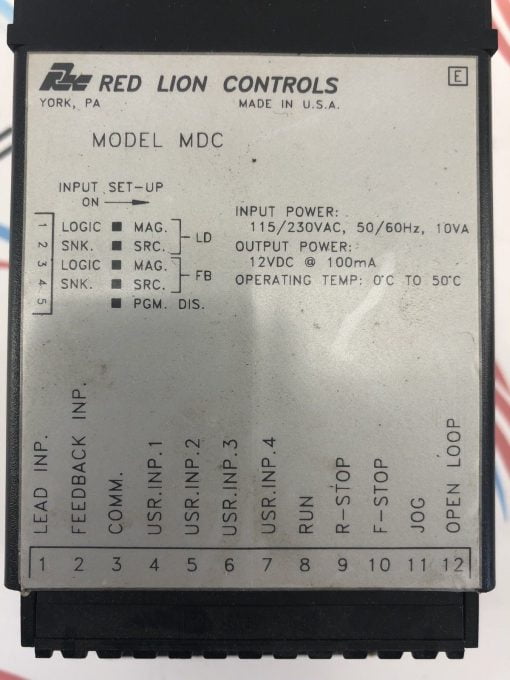 RLC RED LION CONTROLS E
YORK, PA MADE IN U.S.A.
MODEL MDC
INPUT SET-UP
ON
1 LOGIC MAG. LD
2 SNK. SRC.
3 LOGIC MAG. FB
4 SNK. SRC.
5 PGM. DIS.
INPUT POWER:
115/230VAC, 50/60Hz, 10VA
OUTPUT POWER:
12VDC @ 100mA
OPERATING TEMP: 0°C TO 50°C
LEAD INP.
FEEDBACK INP.
COMM.
USR.INP.1
USR.INP.2
USR.INP.3
USR.INP.4
RUN
R-STOP
F-STOP
JOG
OPEN LOOP
1 2 3 4 5 6 7 8 9 10 11 12